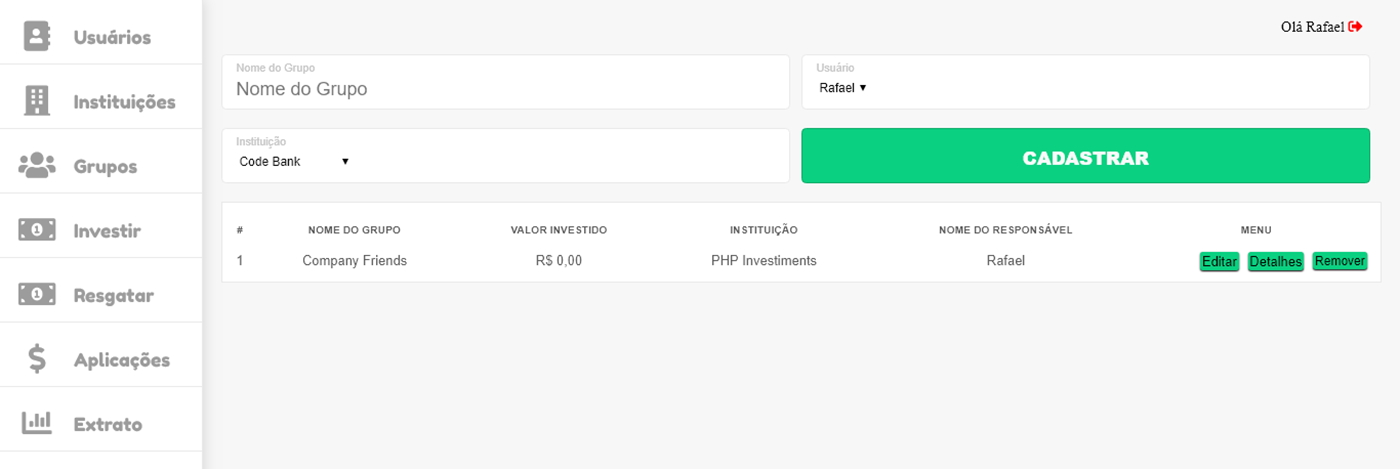 Usuários
Instituições
Grupos
Investir
Resgatar
Aplicações
Extrato
Olá Rafael
Nome do Grupo
Nome do Grupo
Usuário
Rafael
Instituição
Code Bank
CADASTRAR
# NOME DO GRUPO VALOR INVESTIDO INSTITUIÇÃO NOME DO RESPONSÁVEL MENU
1 Company Friends R$ 0,00 PHP Investiments Rafael Editar Detalhes Remover